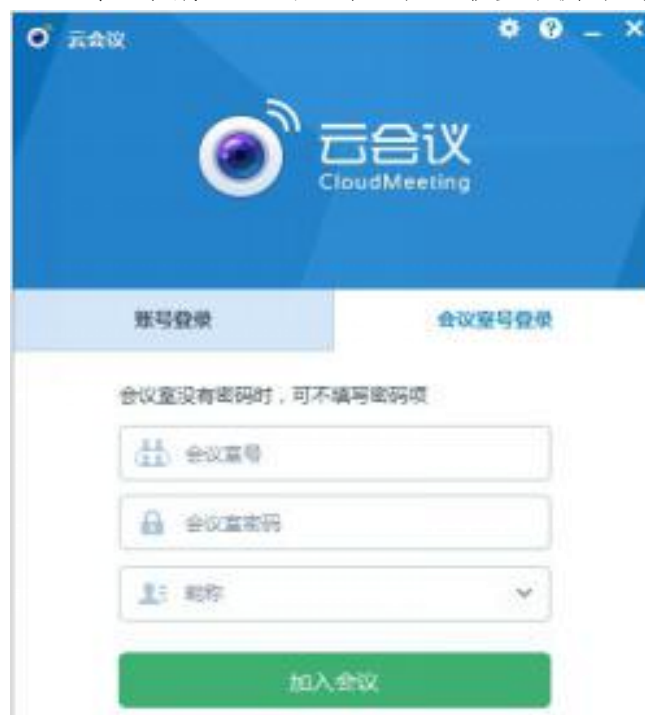 云会议
云会议
CloudMeeting
账号登录
会议室号登录
会议室没有密码时，可不填写密码项
会议室号
会议室密码
昵称
加入会议